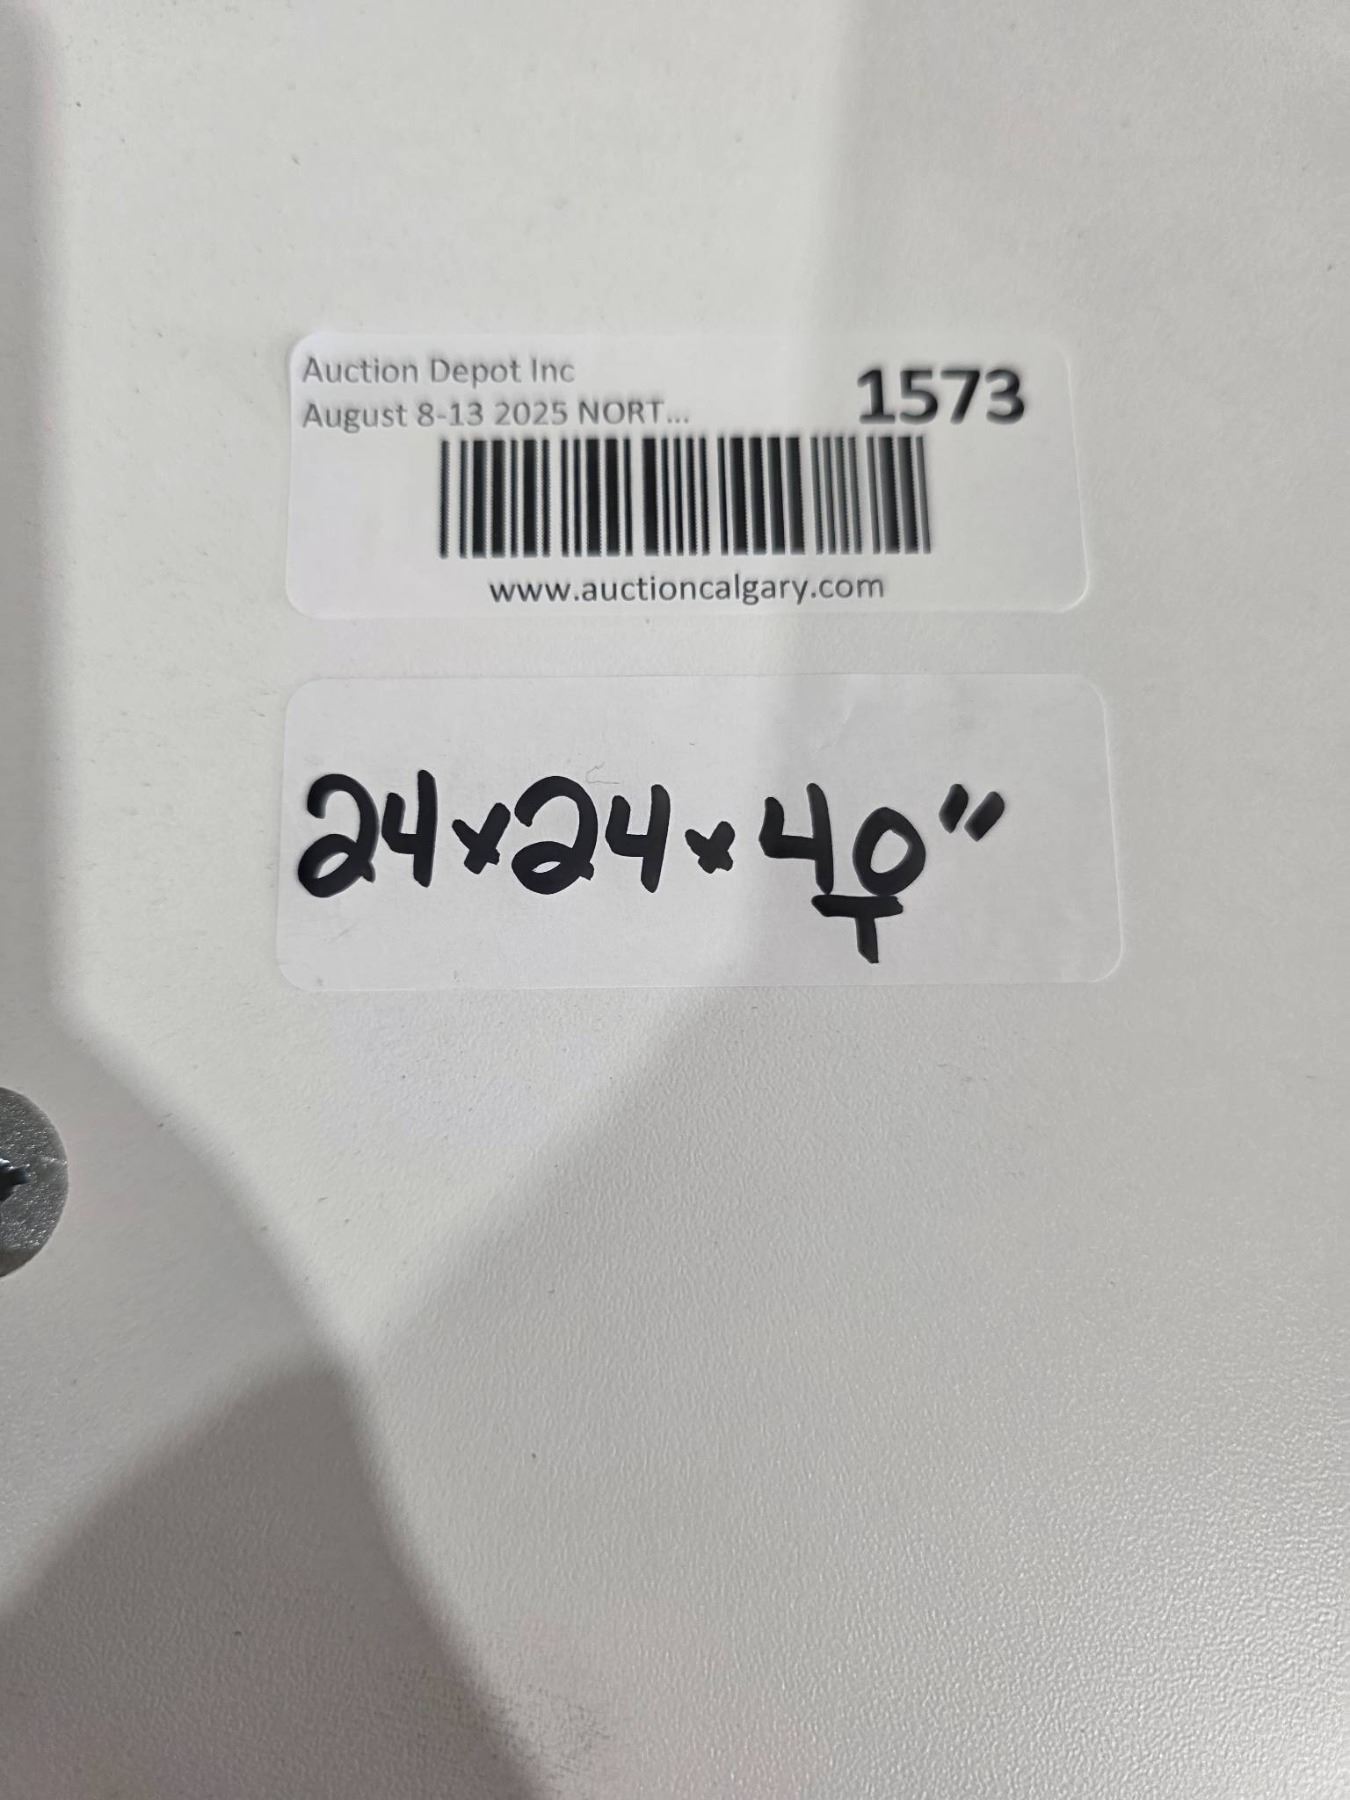 Auction Depot Inc
1573
August 8-13 2025 NORT...
www.auctioncalgary.com
24x24x40"
T